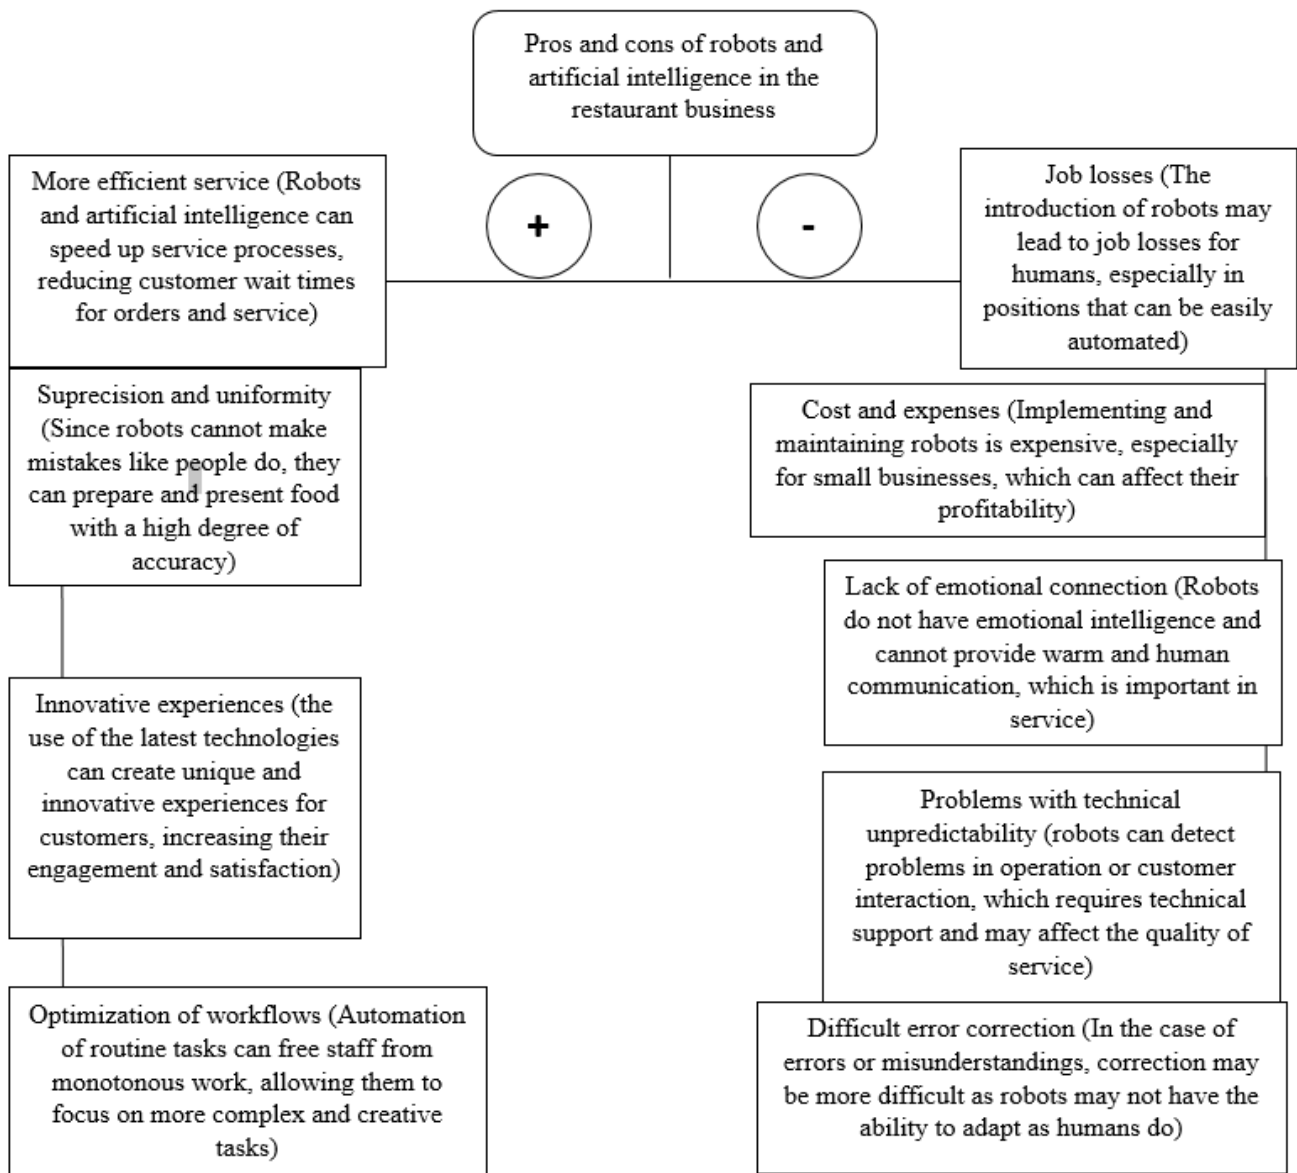 Pros and cons of robots and
artificial intelligence in the
restaurant business
+
-
More efficient service (Robots
and artificial intelligence can
speed up service processes,
reducing customer wait times
for orders and service)
Suprecision and uniformity
(Since robots cannot make
mistakes like people do, they
can prepare and present food
with a high degree of
accuracy)
Innovative experiences (the
use of the latest technologies
can create unique and
innovative experiences for
customers, increasing their
engagement and satisfaction)
Optimization of workflows (Automation
of routine tasks can free staff from
monotonous work, allowing them to
focus on more complex and creative
tasks)
Job losses (The
introduction of robots may
lead to job losses for
humans, especially in
positions that can be easily
automated)
Cost and expenses (Implementing and
maintaining robots is expensive, especially
for small businesses, which can affect their
profitability)
Lack of emotional connection (Robots
do not have emotional intelligence and
cannot provide warm and human
communication, which is important in
service)
Problems with technical
unpredictability (robots can detect
problems in operation or customer
interaction, which requires technical
support and may affect the quality of
service)
Difficult error correction (In the case of
errors or misunderstandings, correction may
be more difficult as robots may not have the
ability to adapt as humans do)